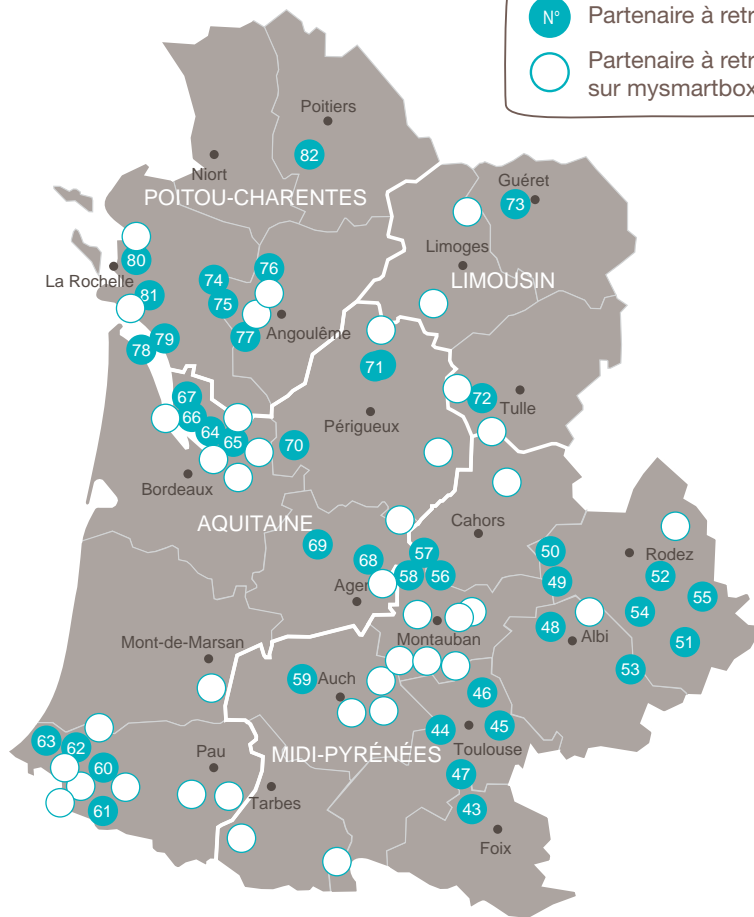 N° Partenaire à retr
Partenaire à retr
sur mysmartbox
Poitiers
82
Niort
POITOU-CHARENTES
Guéret
73
Limoges
LIMOUSIN
80
La Rochelle
81
74
76
75
77
Angoulême
79
78
71
Périgueux
72
Tulle
67
66
64
65
70
Bordeaux
AQUITAINE
69
68
Agen
Cahors
57
58
56
50
49
Rodez
52
55
54
48
Albi
51
53
Montauban
Mont-de-Marsan
59
Auch
46
44
45
Toulouse
MIDI-PYRÉNÉES
47
43
Foix
63
62
60
61
Pau
Tarbes